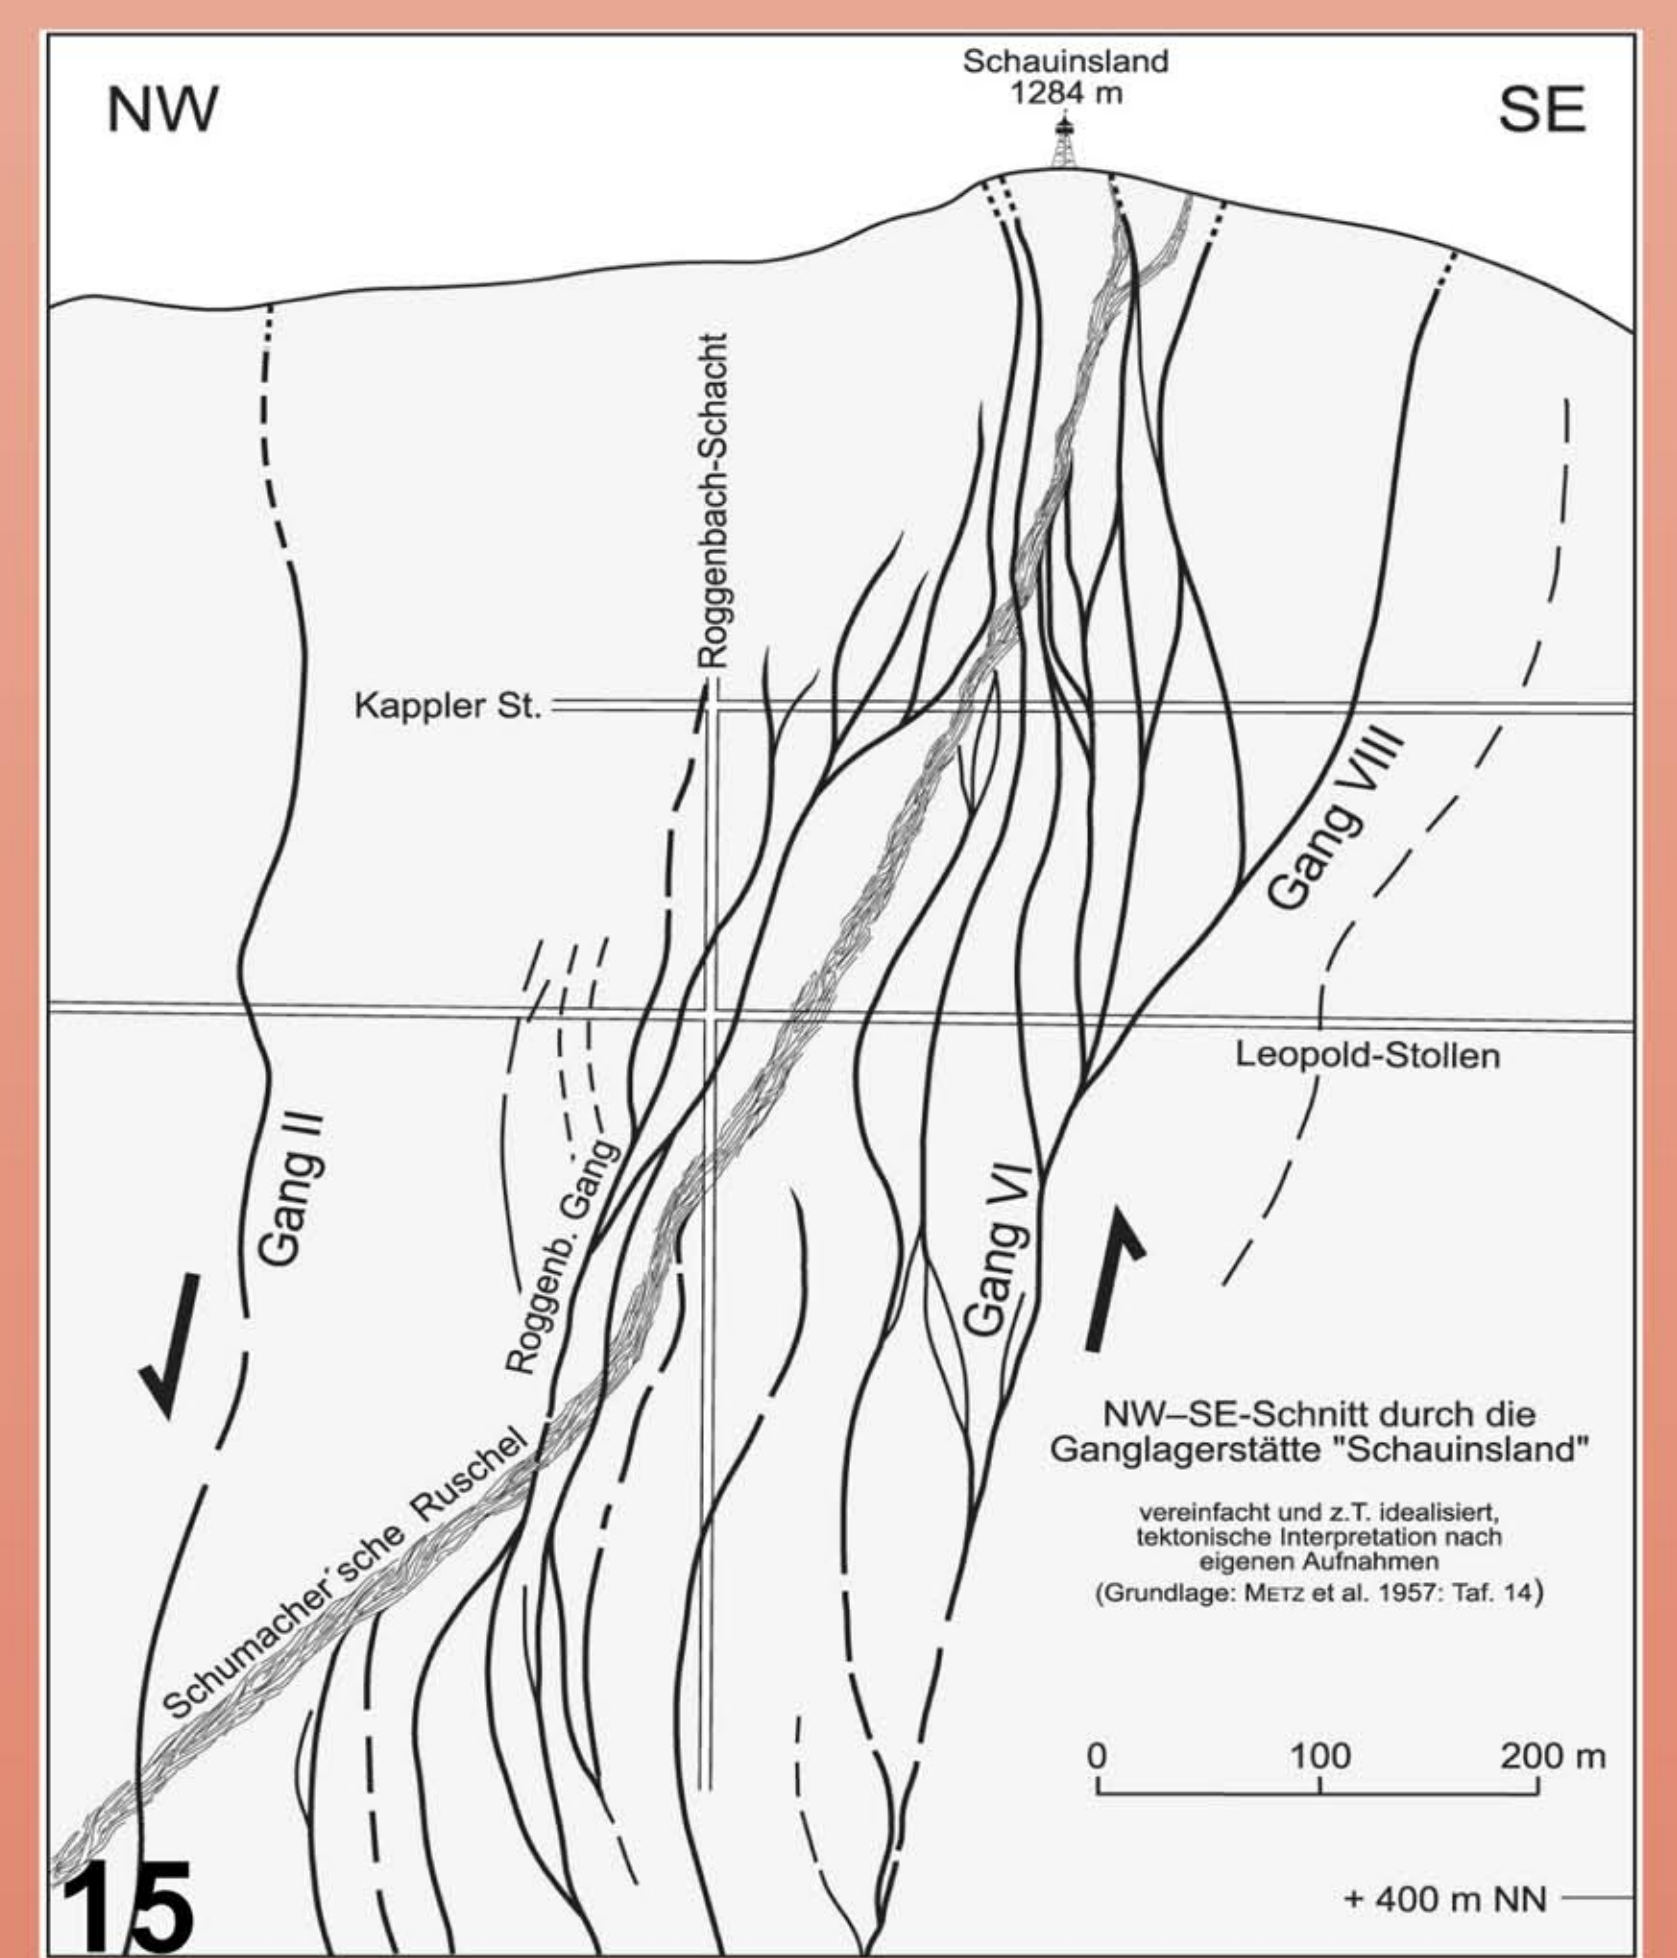 Schauinsland
1284 m
NW
SE
Roggenbach-Schacht
Kappler St.
Gang VIII
Leopold-Stollen
Gang II
Roggenb. Gang
Gang VI
Schumacher´sche Ruschel
NW–SE-Schnitt durch die
Ganglagerstätte "Schauinsland"
vereinfacht und z.T. idealisiert,
tektonische Interpretation nach
eigenen Aufnahmen
(Grundlage: METZ et al. 1957: Taf. 14)
0 100 200 m
+ 400 m NN
15